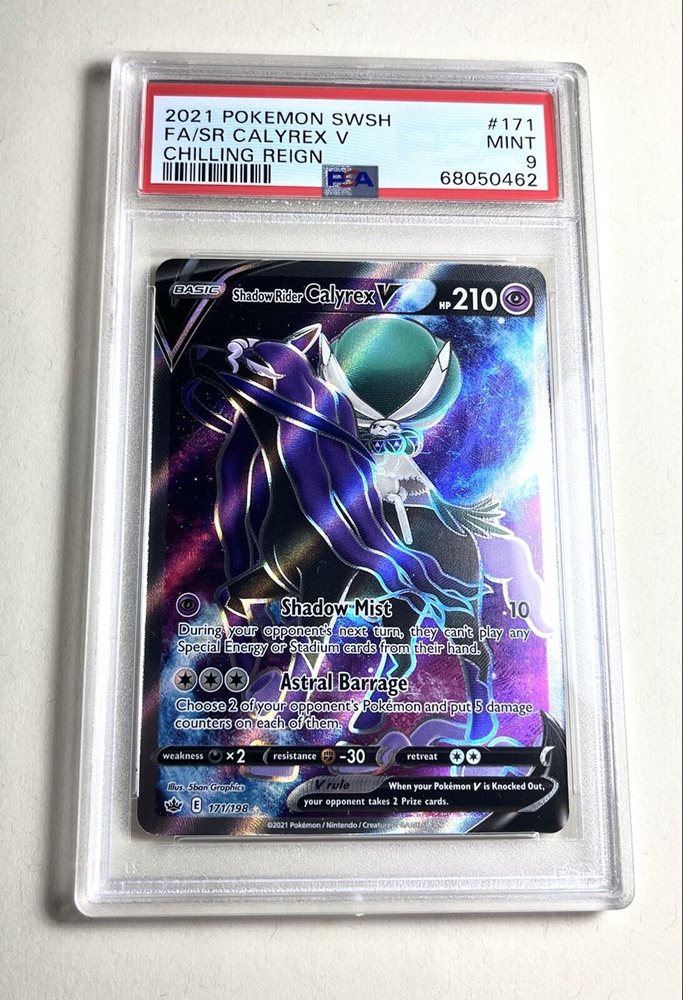 2021 POKEMON SWSH #171
FA/SR CALYREX V MINT
CHILLING REIGN 9
PSA 68050462
BASIC Shadow Rider Calyrex V HP 210
Shadow Mist 10
During your opponent's next turn, they can't play any
Special Energy or Stadium cards from their hand.
Astral Barrage
Choose 2 of your opponent's Pokémon and put 5 damage
counters on each of them.
weakness ×2 resistance -30 retreat
Illus. 5ban Graphics
V rule When your Pokémon V is Knocked Out,
your opponent takes 2 Prize cards.
E 171/198
©2021 Pokémon / Nintendo / Creatures